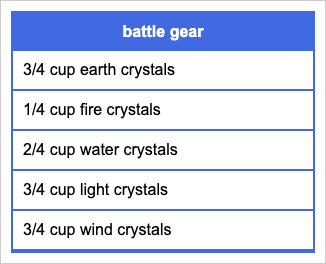 battle gear
3/4 cup earth crystals
1/4 cup fire crystals
2/4 cup water crystals
3/4 cup light crystals
3/4 cup wind crystals